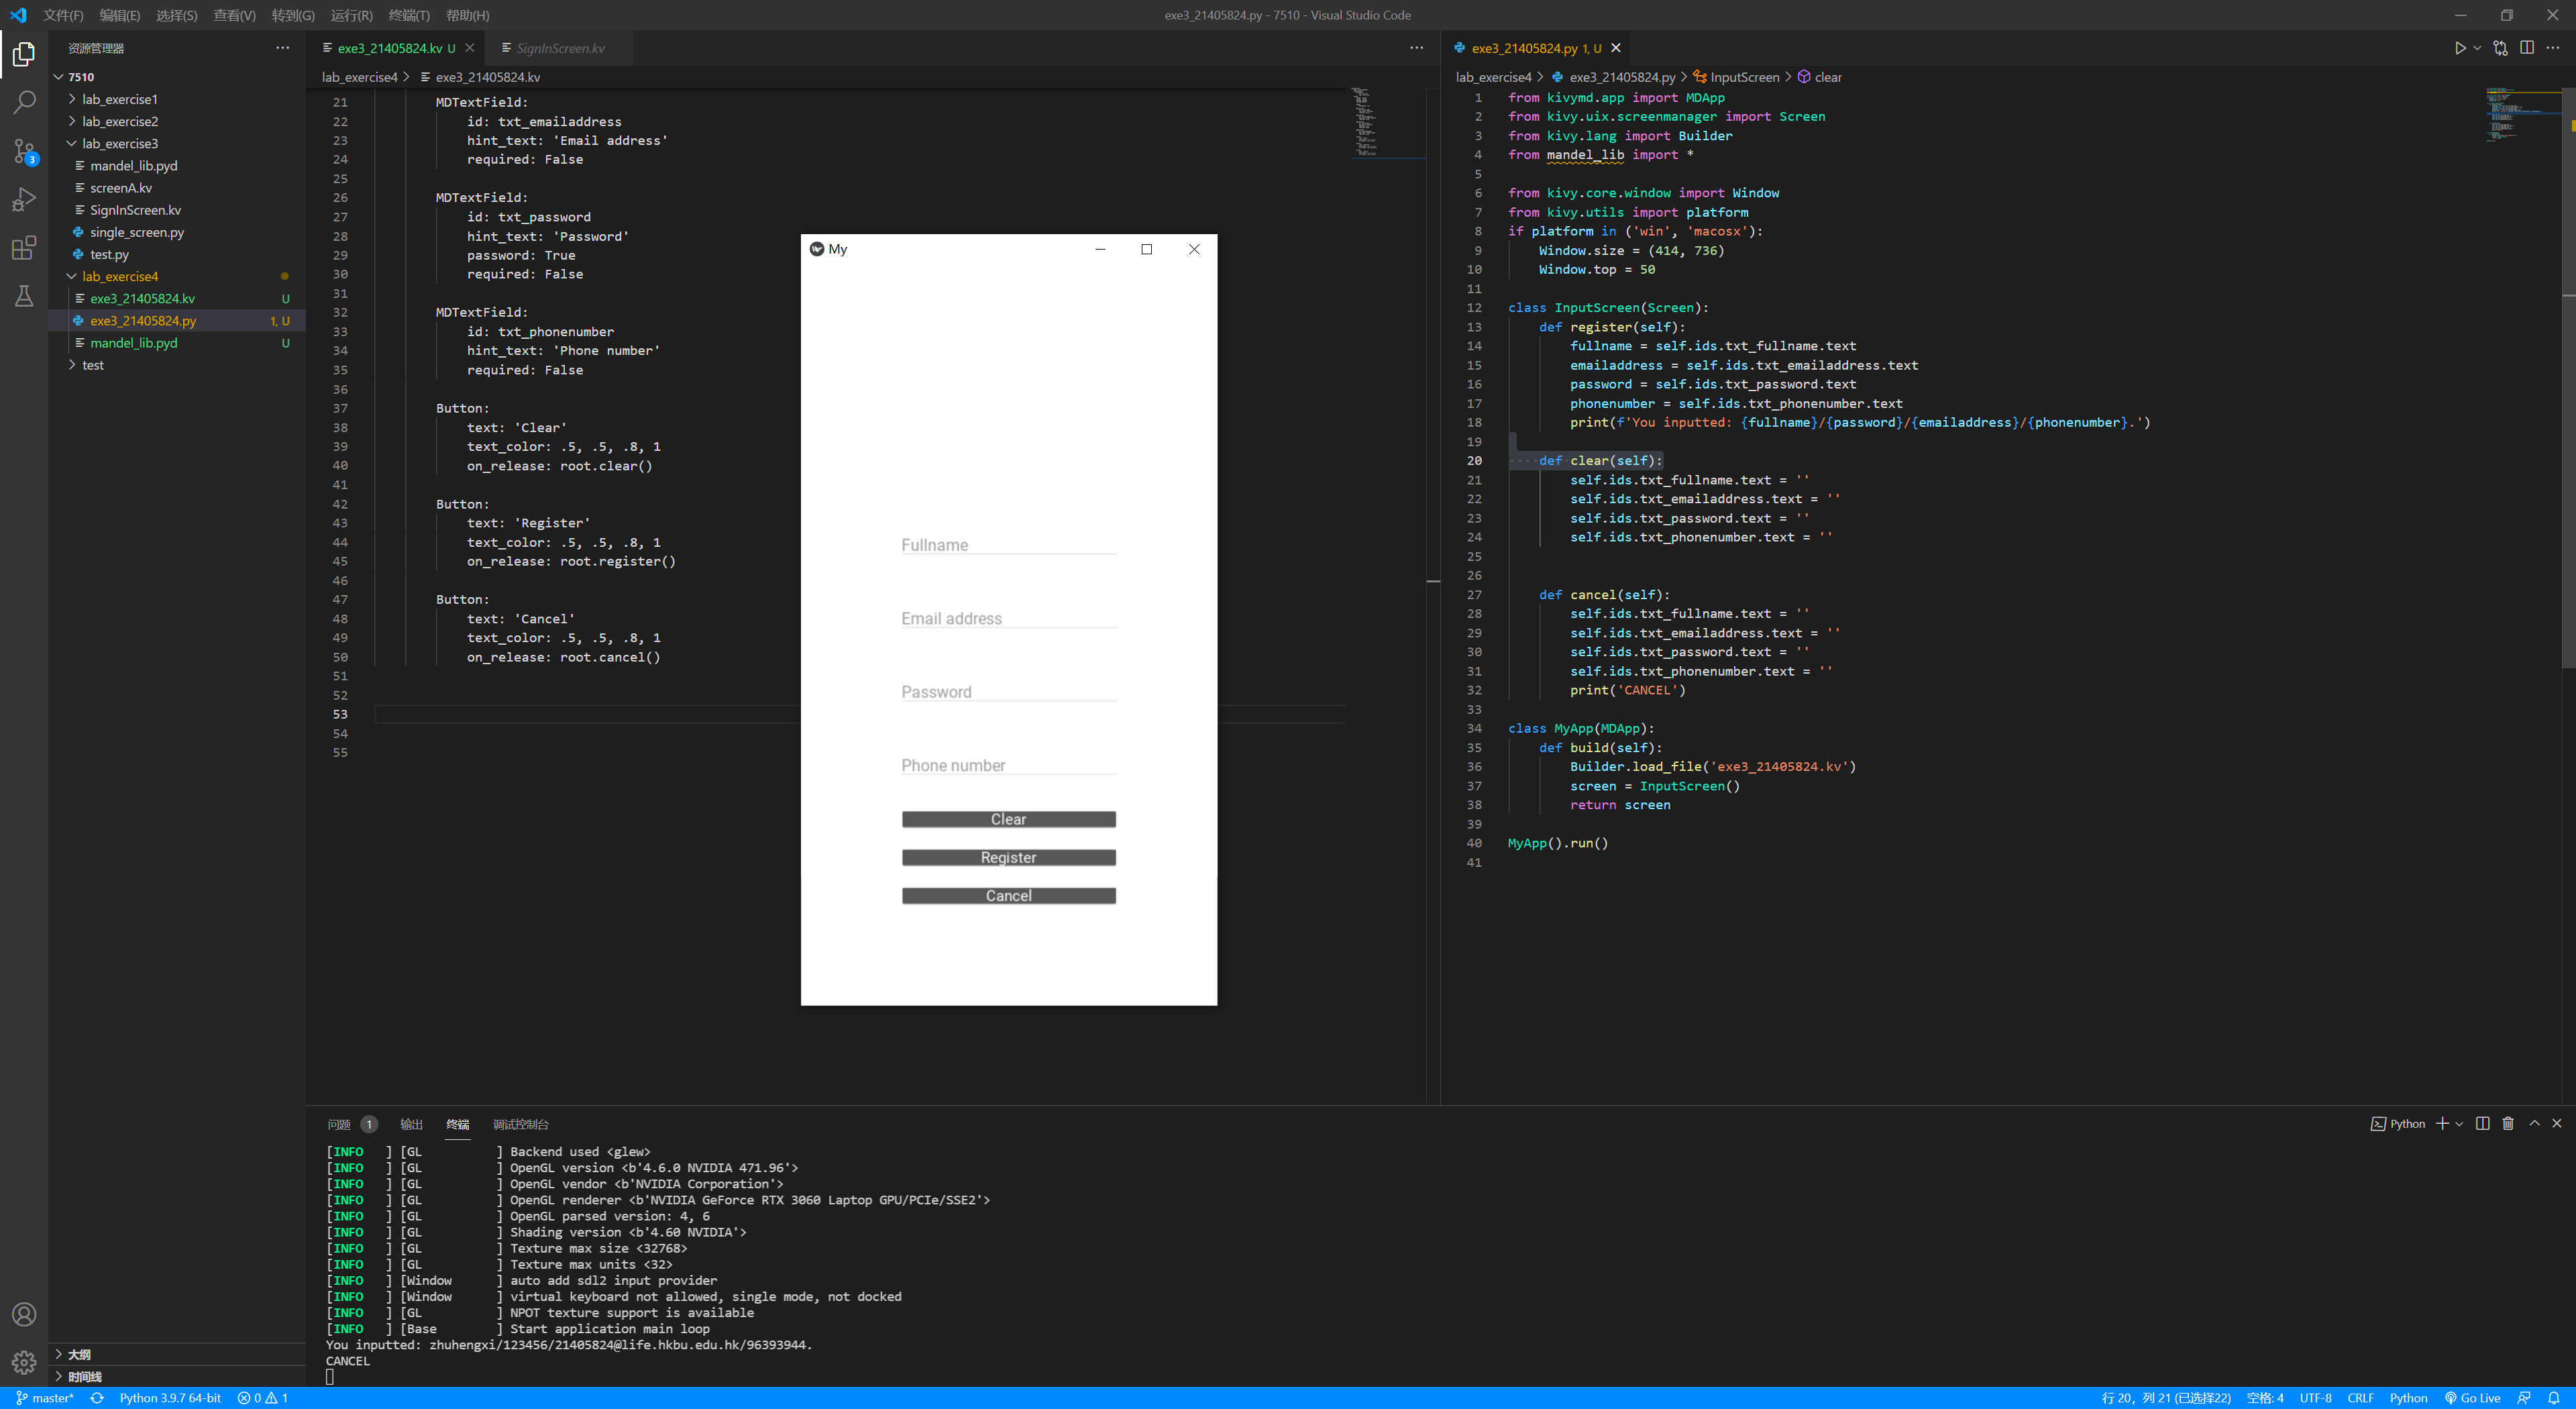 文件(F) 编辑(E) 选择(S) 查看(V) 转到(G) 运行(R) 终端(T) 帮助(H)
exe3_21405824.py - 7510 - Visual Studio Code
资源管理器
7510
lab_exercise1
lab_exercise2
lab_exercise3
mandel_lib.pyd
screenA.kv
SignInScreen.kv
single_screen.py
test.py
lab_exercise4
exe3_21405824.kv U
exe3_21405824.py 1, U
mandel_lib.pyd U
test
大纲
时间线
3
exe3_21405824.kv U
SignInScreen.kv
lab_exercise4 > exe3_21405824.kv
21 MDTextField:
22 id: txt_emailaddress
23 hint_text: 'Email address'
24 required: False
25
26 MDTextField:
27 id: txt_password
28 hint_text: 'Password'
29 password: True
30 required: False
31
32 MDTextField:
33 id: txt_phonenumber
34 hint_text: 'Phone number'
35 required: False
36
37 Button:
38 text: 'Clear'
39 text_color: .5, .5, .8, 1
40 on_release: root.clear()
41
42 Button:
43 text: 'Register'
44 text_color: .5, .5, .8, 1
45 on_release: root.register()
46
47 Button:
48 text: 'Cancel'
49 text_color: .5, .5, .8, 1
50 on_release: root.cancel()
51
52
53
54
55
My
Fullname
Email address
Password
Phone number
Clear
Register
Cancel
exe3_21405824.py 1, U
lab_exercise4 > exe3_21405824.py > InputScreen > clear
1 from kivymd.app import MDApp
2 from kivy.uix.screenmanager import Screen
3 from kivy.lang import Builder
4 from mandel_lib import *
5
6 from kivy.core.window import Window
7 from kivy.utils import platform
8 if platform in ('win', 'macosx'):
9 Window.size = (414, 736)
10 Window.top = 50
11
12 class InputScreen(Screen):
13 def register(self):
14 fullname = self.ids.txt_fullname.text
15 emailaddress = self.ids.txt_emailaddress.text
16 password = self.ids.txt_password.text
17 phonenumber = self.ids.txt_phonenumber.text
18 print(f'You inputted: {fullname}/{password}/{emailaddress}/{phonenumber}.')
19
20 def clear(self):
21 self.ids.txt_fullname.text = ''
22 self.ids.txt_emailaddress.text = ''
23 self.ids.txt_password.text = ''
24 self.ids.txt_phonenumber.text = ''
25
26
27 def cancel(self):
28 self.ids.txt_fullname.text = ''
29 self.ids.txt_emailaddress.text = ''
30 self.ids.txt_password.text = ''
31 self.ids.txt_phonenumber.text = ''
32 print('CANCEL')
33
34 class MyApp(MDApp):
35 def build(self):
36 Builder.load_file('exe3_21405824.kv')
37 screen = InputScreen()
38 return screen
39
40 MyApp().run()
41
问题 1 输出 终端 调试控制台
Python
[INFO ] [GL ] Backend used <glew>
[INFO ] [GL ] OpenGL version <b'4.6.0 NVIDIA 471.96'>
[INFO ] [GL ] OpenGL vendor <b'NVIDIA Corporation'>
[INFO ] [GL ] OpenGL renderer <b'NVIDIA GeForce RTX 3060 Laptop GPU/PCIe/SSE2'>
[INFO ] [GL ] OpenGL parsed version: 4, 6
[INFO ] [GL ] Shading version <b'4.60 NVIDIA'>
[INFO ] [GL ] Texture max size <32768>
[INFO ] [GL ] Texture max units <32>
[INFO ] [Window ] auto add sdl2 input provider
[INFO ] [Window ] virtual keyboard not allowed, single mode, not docked
[INFO ] [GL ] NPOT texture support is available
[INFO ] [Base ] Start application main loop
You inputted: zhuhengxi/123456/21405824@life.hkbu.edu.hk/96393944.
CANCEL
master* Python 3.9.7 64-bit 0 1
行 20，列 21 (已选择22) 空格: 4 UTF-8 CRLF Python Go Live